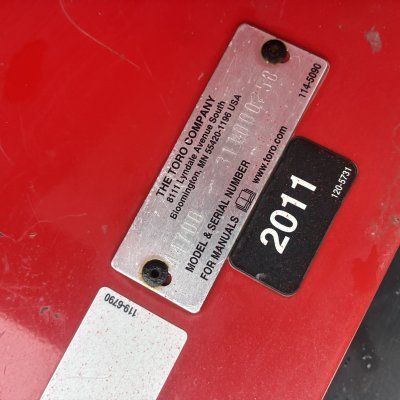 114-5090
THE TORO COMPANY
8111 Lyndale Avenue South
Bloomington, MN 55420-1196 USA
MODEL & SERIAL NUMBER
FOR MANUALS www.toro.com
2011
120-5731
119-6790